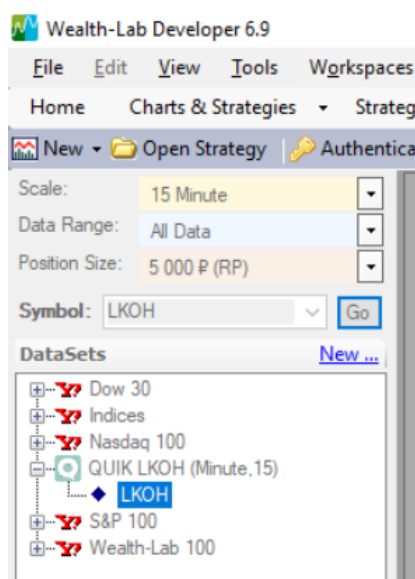 Wealth-Lab Developer 6.9
File Edit View Tools Workspaces
Home Charts & Strategies Strateg
New Open Strategy Authentica
Scale: 15 Minute
Data Range: All Data
Position Size: 5 000 ₽ (RP)
Symbol: LKOH Go
DataSets New ...
Dow 30
Indices
Nasdaq 100
QUIK LKOH (Minute,15)
LKOH
S&P 100
Wealth-Lab 100